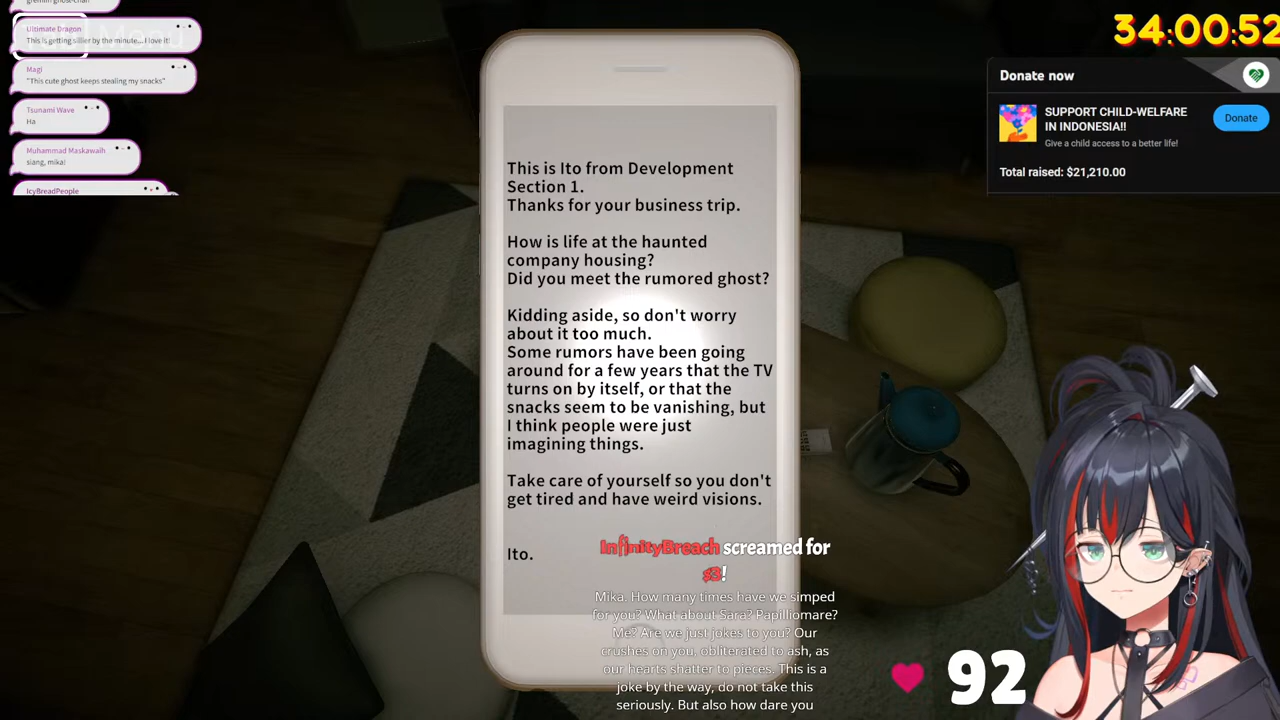 gremlin ghost-chan
Ultimate Dragon
This is getting sillier by the minute... I love it!
Magi
"This cute ghost keeps stealing my snacks"
Tsunami Wave
Ha
Muhammad Maskawaih
siang, mika!
IcyBreadPeople
This is Ito from Development
Section 1.
Thanks for your business trip.
How is life at the haunted
company housing?
Did you meet the rumored ghost?
Kidding aside, so don't worry
about it too much.
Some rumors have been going
around for a few years that the TV
turns on by itself, or that the
snacks seem to be vanishing, but
I think people were just
imagining things.
Take care of yourself so you don't
get tired and have weird visions.
Ito.
InfinityBreach screamed for
$3!
Mika. How many times have we simped
for you? What about Sara? Papilliomare?
Me? Are we just jokes to you? Our
crushes on you, obliterated to ash, as
our hearts shatter to pieces. This is a
joke by the way, do not take this
seriously. But also how dare you
34:00:52
Donate now
SUPPORT CHILD-WELFARE
IN INDONESIA!!
Give a child access to a better life!
Donate
Total raised: $21,210.00
92